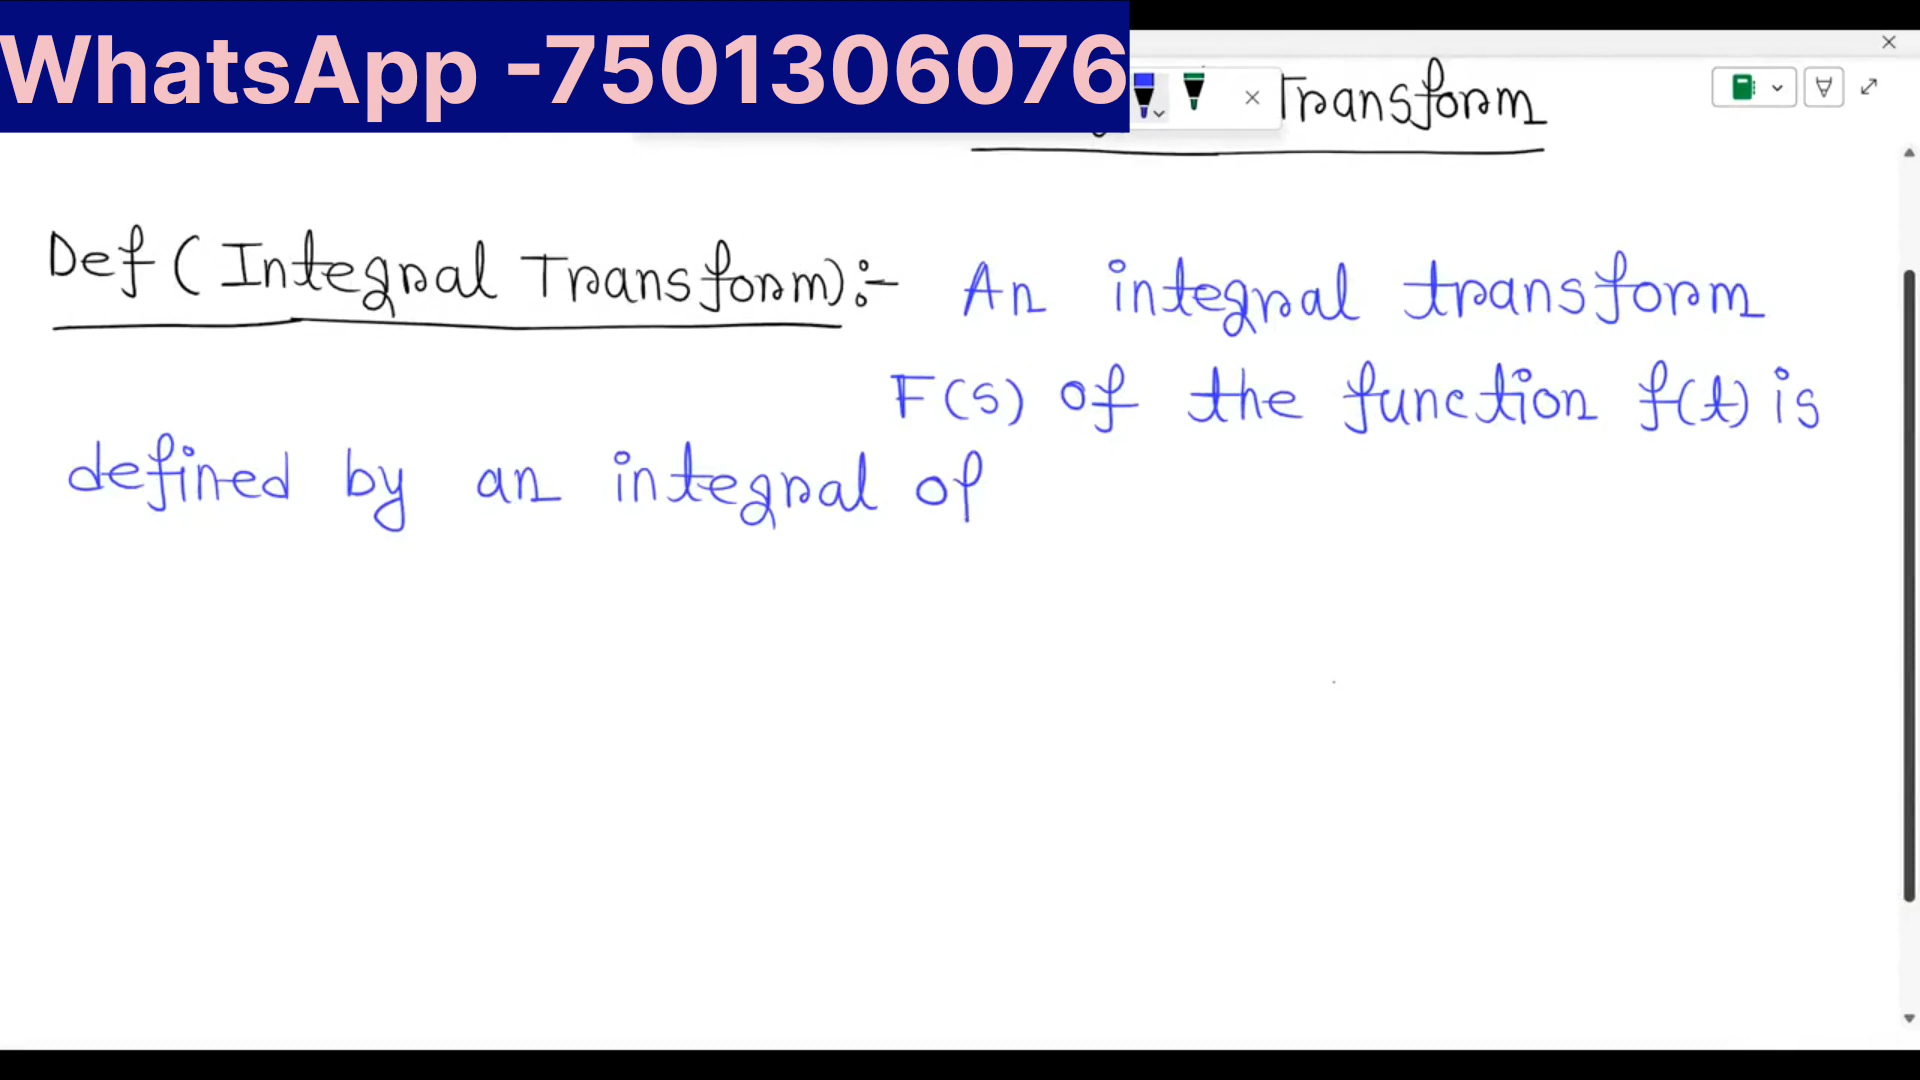 WhatsApp -7501306076
Transform
Def (Integral Transform):- An integral transform
F(s) of the function f(t) is
defined by an integral of